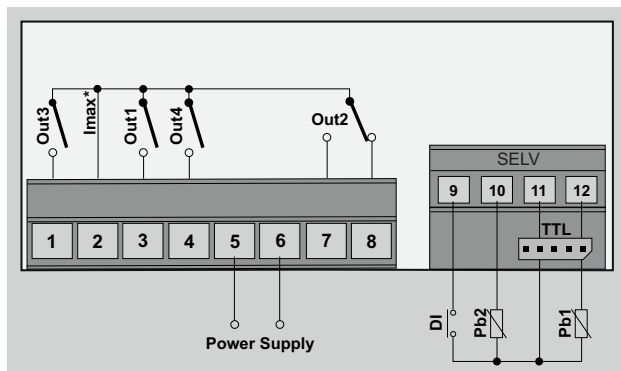 Out3
Imax*
Out1
Out4
Out2
SELV
9 10 11 12
TTL
1 2 3 4 5 6 7 8
DI
Pb2
Pb1
Power Supply